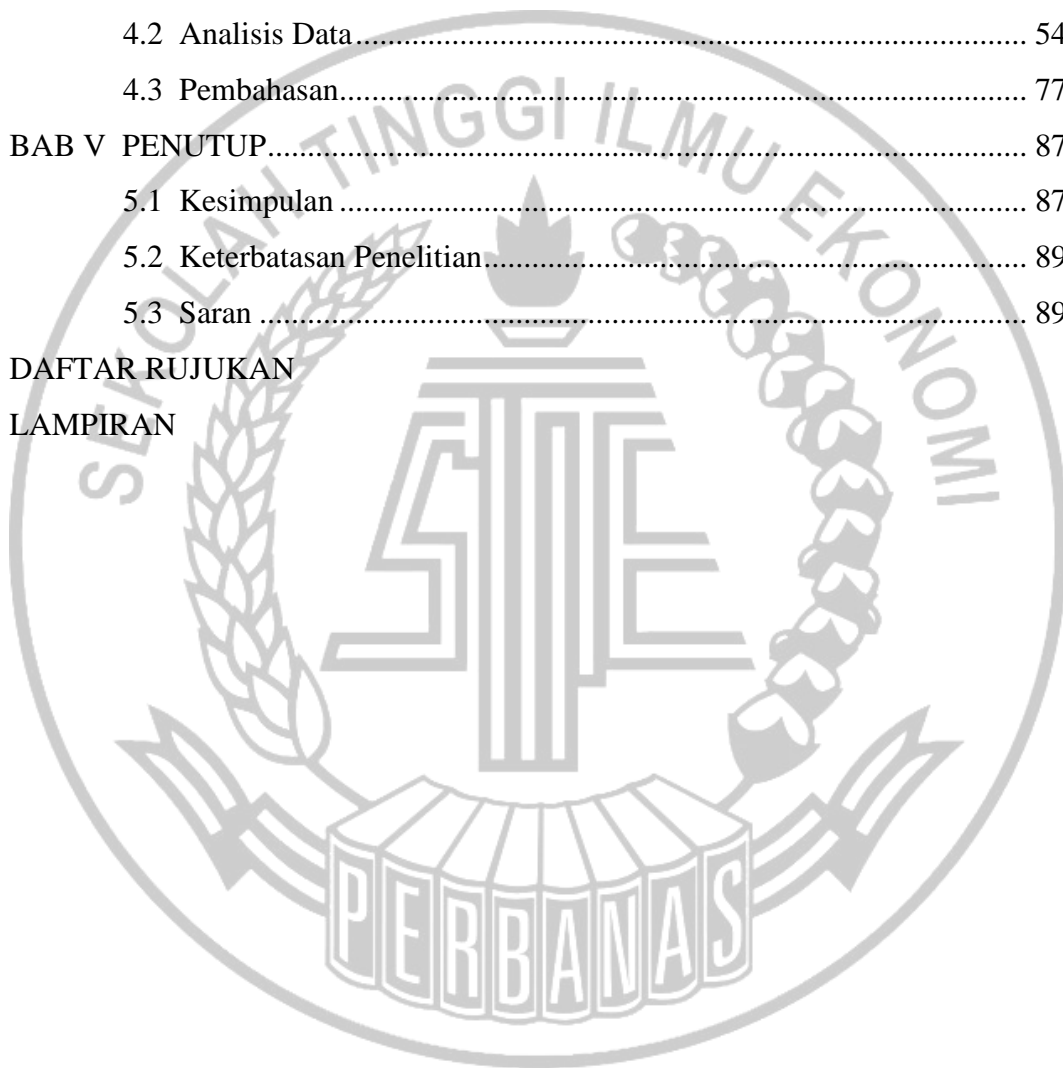 4.2 Analisis Data........................................................................................ 54
4.3 Pembahasan.......................................................................................... 77
BAB V PENUTUP................................................................................................ 87
5.1 Kesimpulan .......................................................................................... 87
5.2 Keterbatasan Penelitian........................................................................ 89
5.3 Saran .................................................................................................... 89
DAFTAR RUJUKAN
LAMPIRAN
SEKOLAH TINGGI ILMU EKONOMI
STIE
PERBANAS